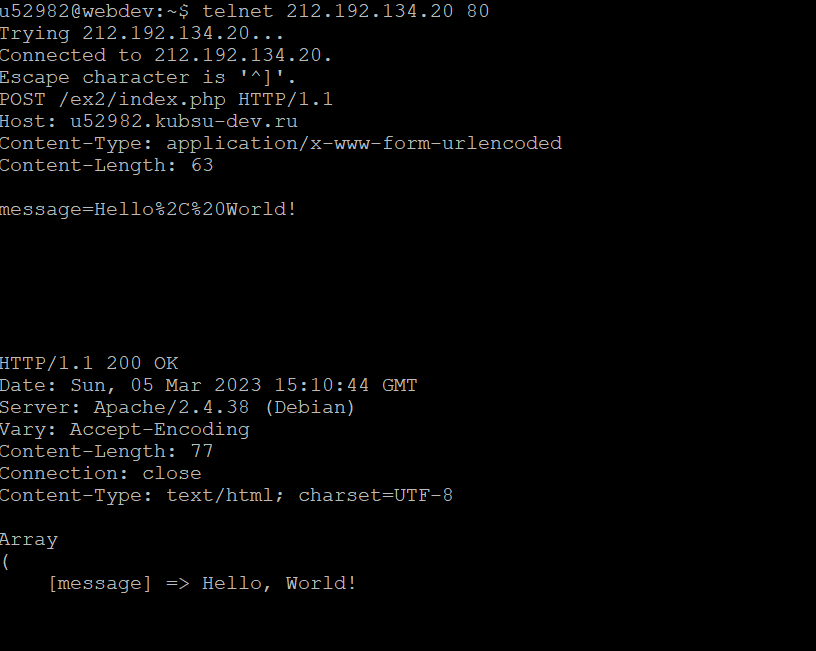 u52982@webdev:~$ telnet 212.192.134.20 80
Trying 212.192.134.20...
Connected to 212.192.134.20.
Escape character is '^]'.
POST /ex2/index.php HTTP/1.1
Host: u52982.kubsu-dev.ru
Content-Type: application/x-www-form-urlencoded
Content-Length: 63
message=Hello%2C%20World!
HTTP/1.1 200 OK
Date: Sun, 05 Mar 2023 15:10:44 GMT
Server: Apache/2.4.38 (Debian)
Vary: Accept-Encoding
Content-Length: 77
Connection: close
Content-Type: text/html; charset=UTF-8
Array
(
    [message] => Hello, World!